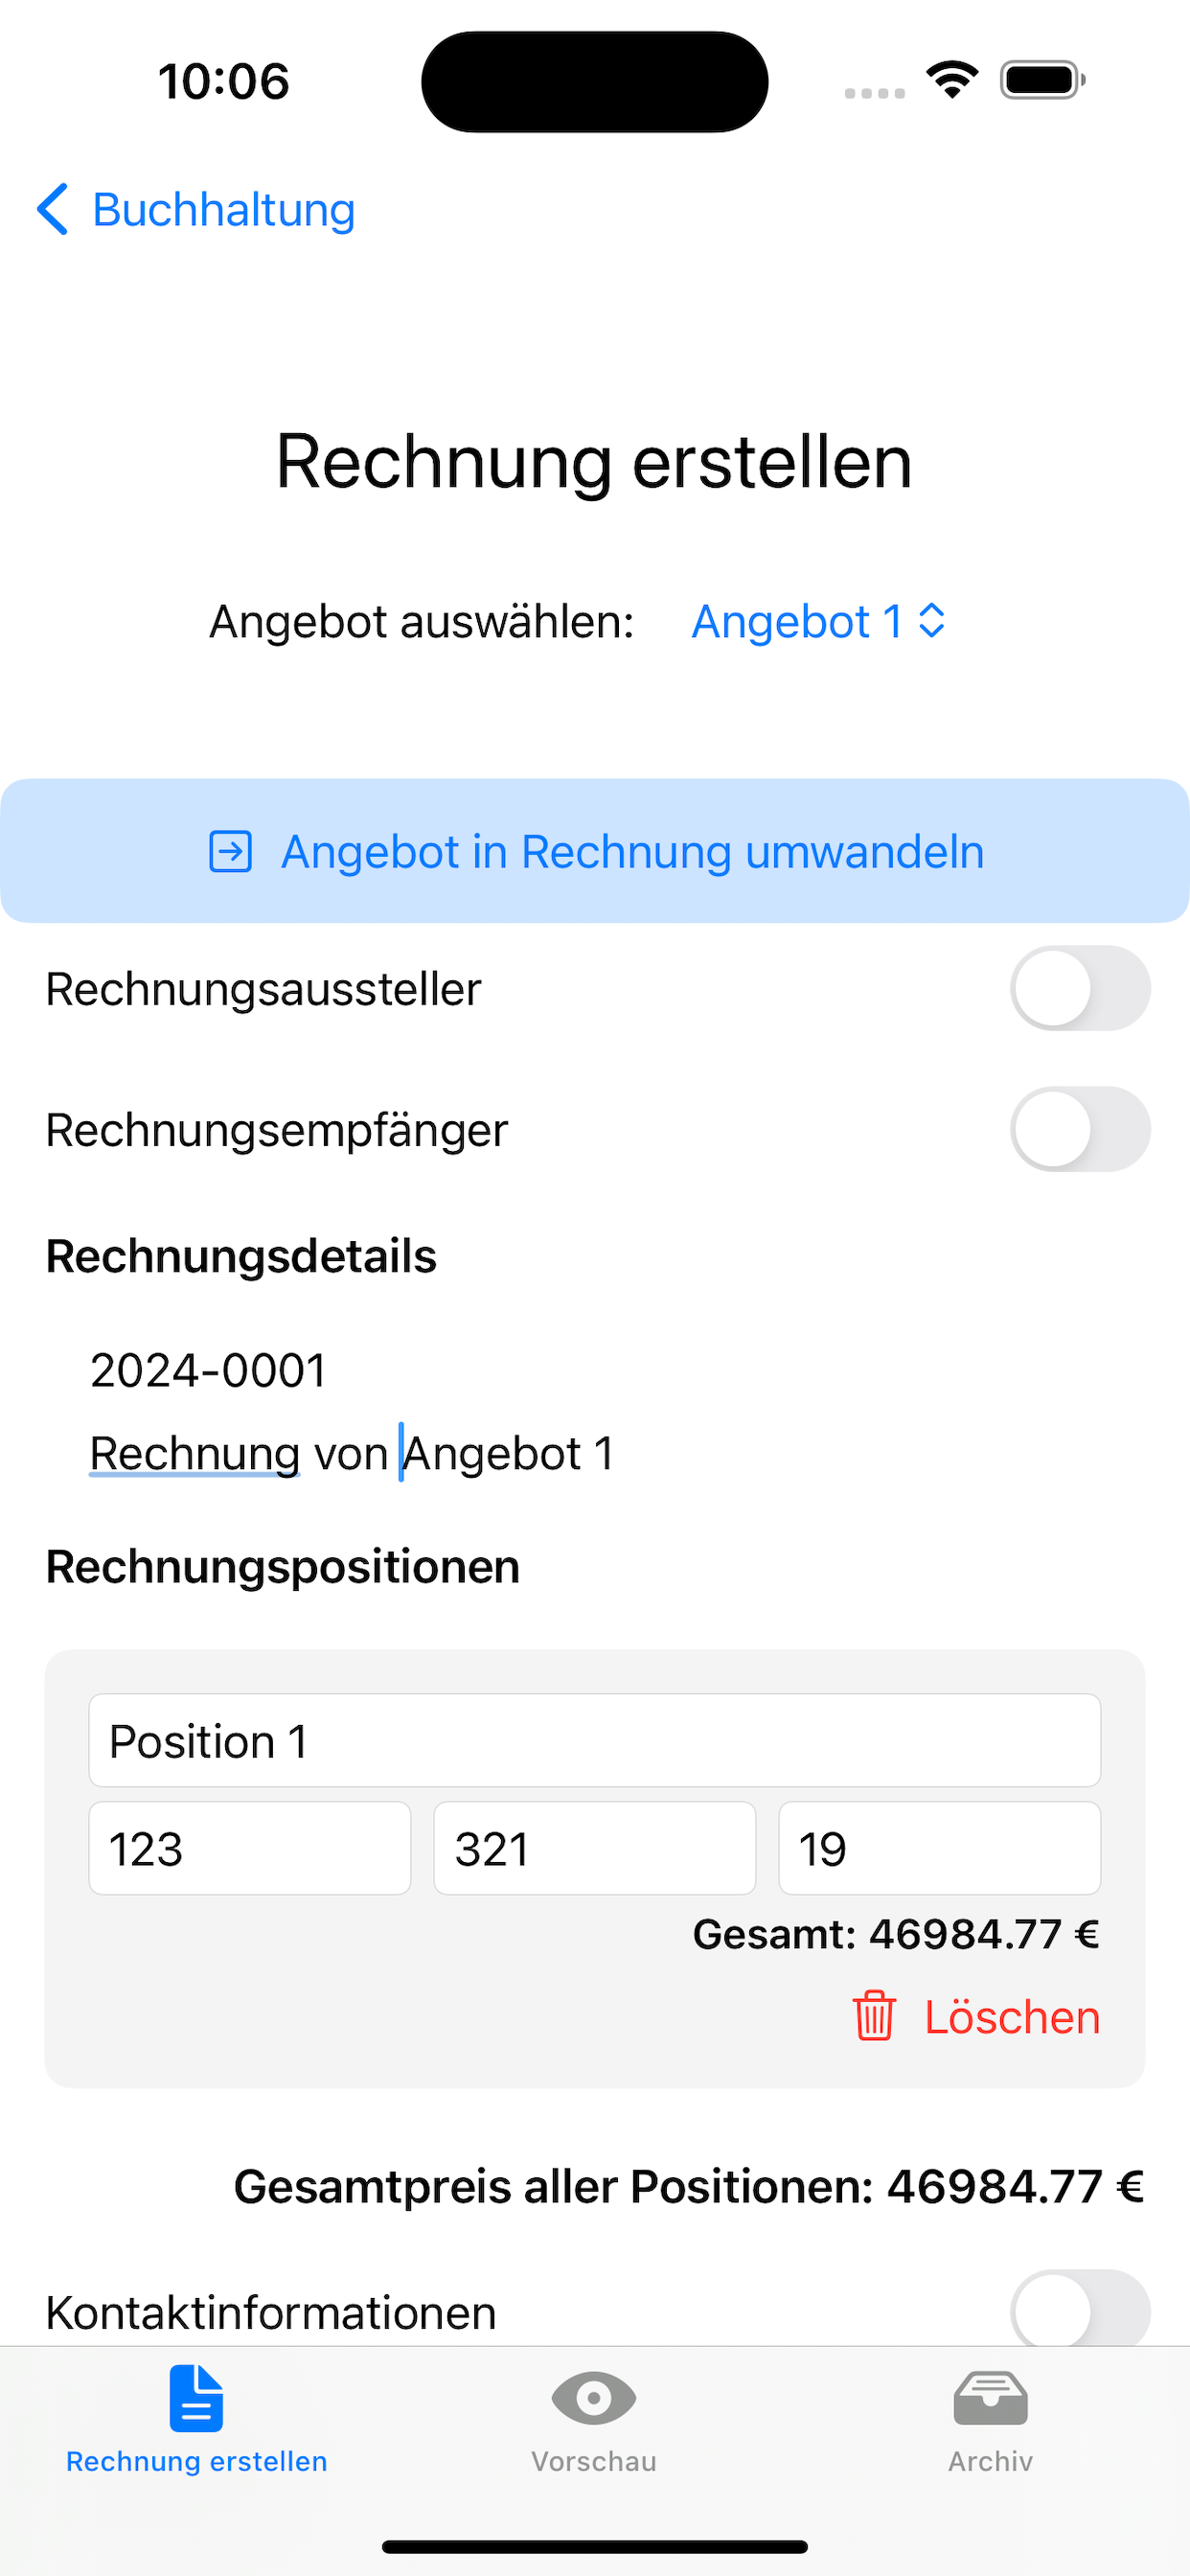 10:06
Buchhaltung
Rechnung erstellen
Angebot auswählen: Angebot 1
Angebot in Rechnung umwandeln
Rechnungsaussteller
Rechnungsempfänger
Rechnungsdetails
2024-0001
Rechnung von Angebot 1
Rechnungspositionen
Position 1
123 321 19
Gesamt: 46984.77 €
Löschen
Gesamtpreis aller Positionen: 46984.77 €
Kontaktinformationen
Rechnung erstellen Vorschau Archiv